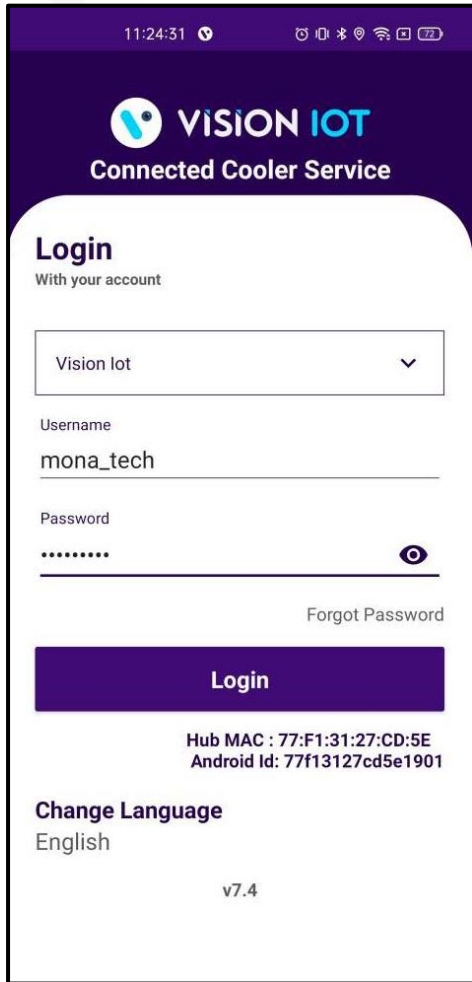 11:24:31 72
VISION IOT
Connected Cooler Service
Login
With your account
Vision Iot
Username
mona_tech
Password
•••••••••
Forgot Password
Login
Hub MAC : 77:F1:31:27:CD:5E
Android Id: 77f13127cd5e1901
Change Language
English
v7.4